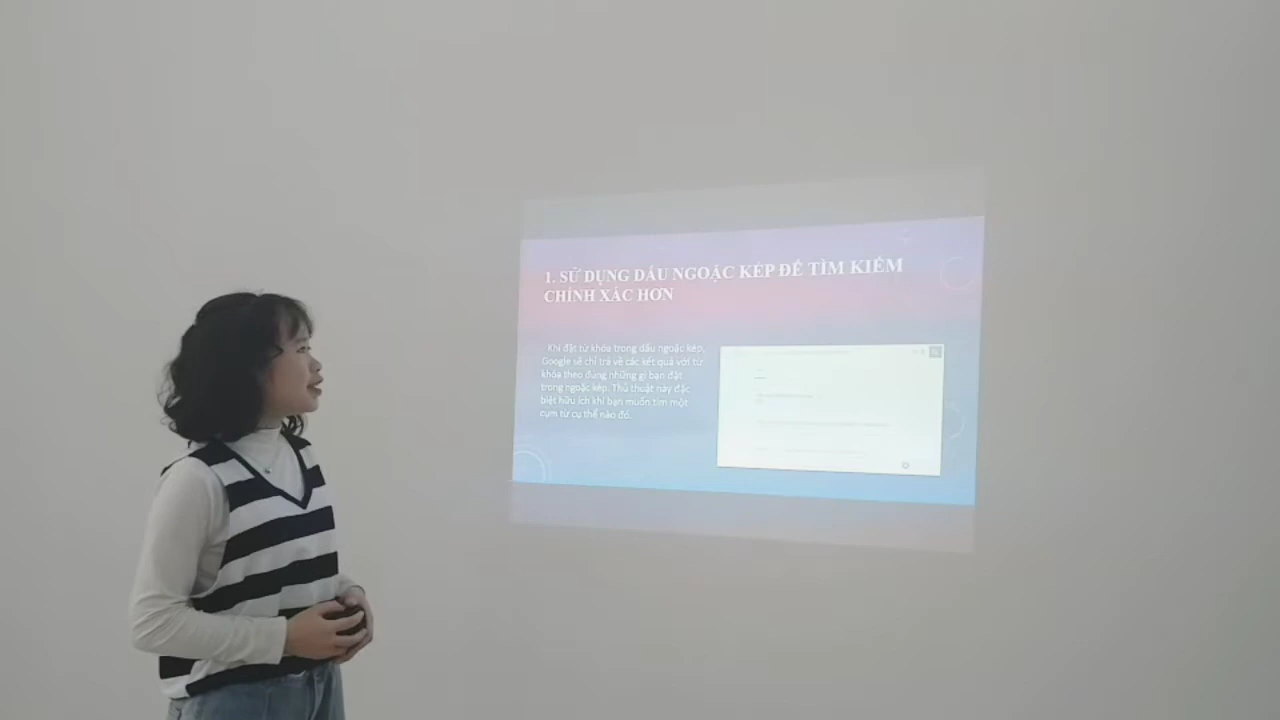 1. SỬ DỤNG DẤU NGOẶC KÉP ĐỂ TÌM KIẾM
CHÍNH XÁC HƠN
Khi đặt từ khóa trong dấu ngoặc kép,
Google sẽ chỉ trả về các kết quả với từ
khóa theo đúng những gì bạn đặt
trong ngoặc kép. Thủ thuật này đặc
biệt hữu ích khi bạn muốn tìm một
cụm từ cụ thể nào đó.